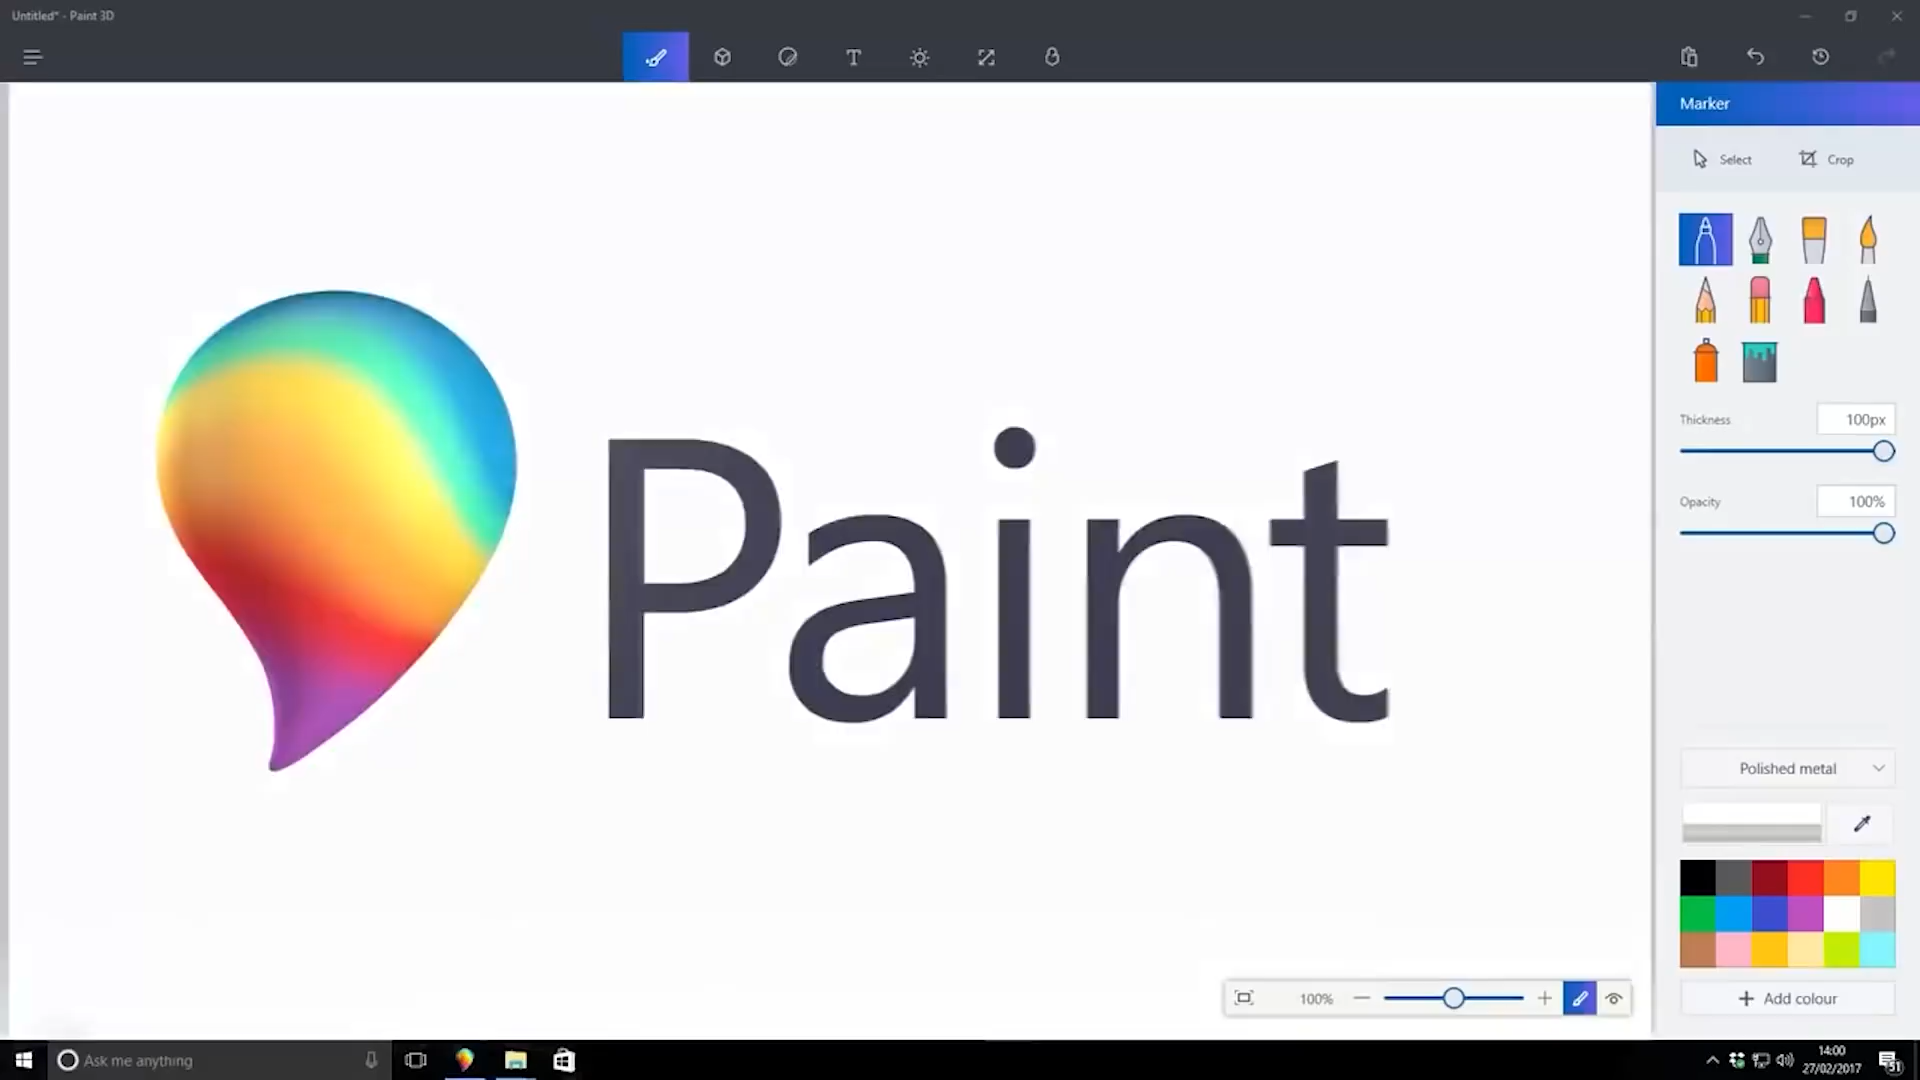 Untitled* - Paint 3D
Marker
Select
Crop
Thickness
100px
Opacity
100%
Paint
Polished metal
100%
Add colour
Ask me anything
14:00
27/02/2017
51